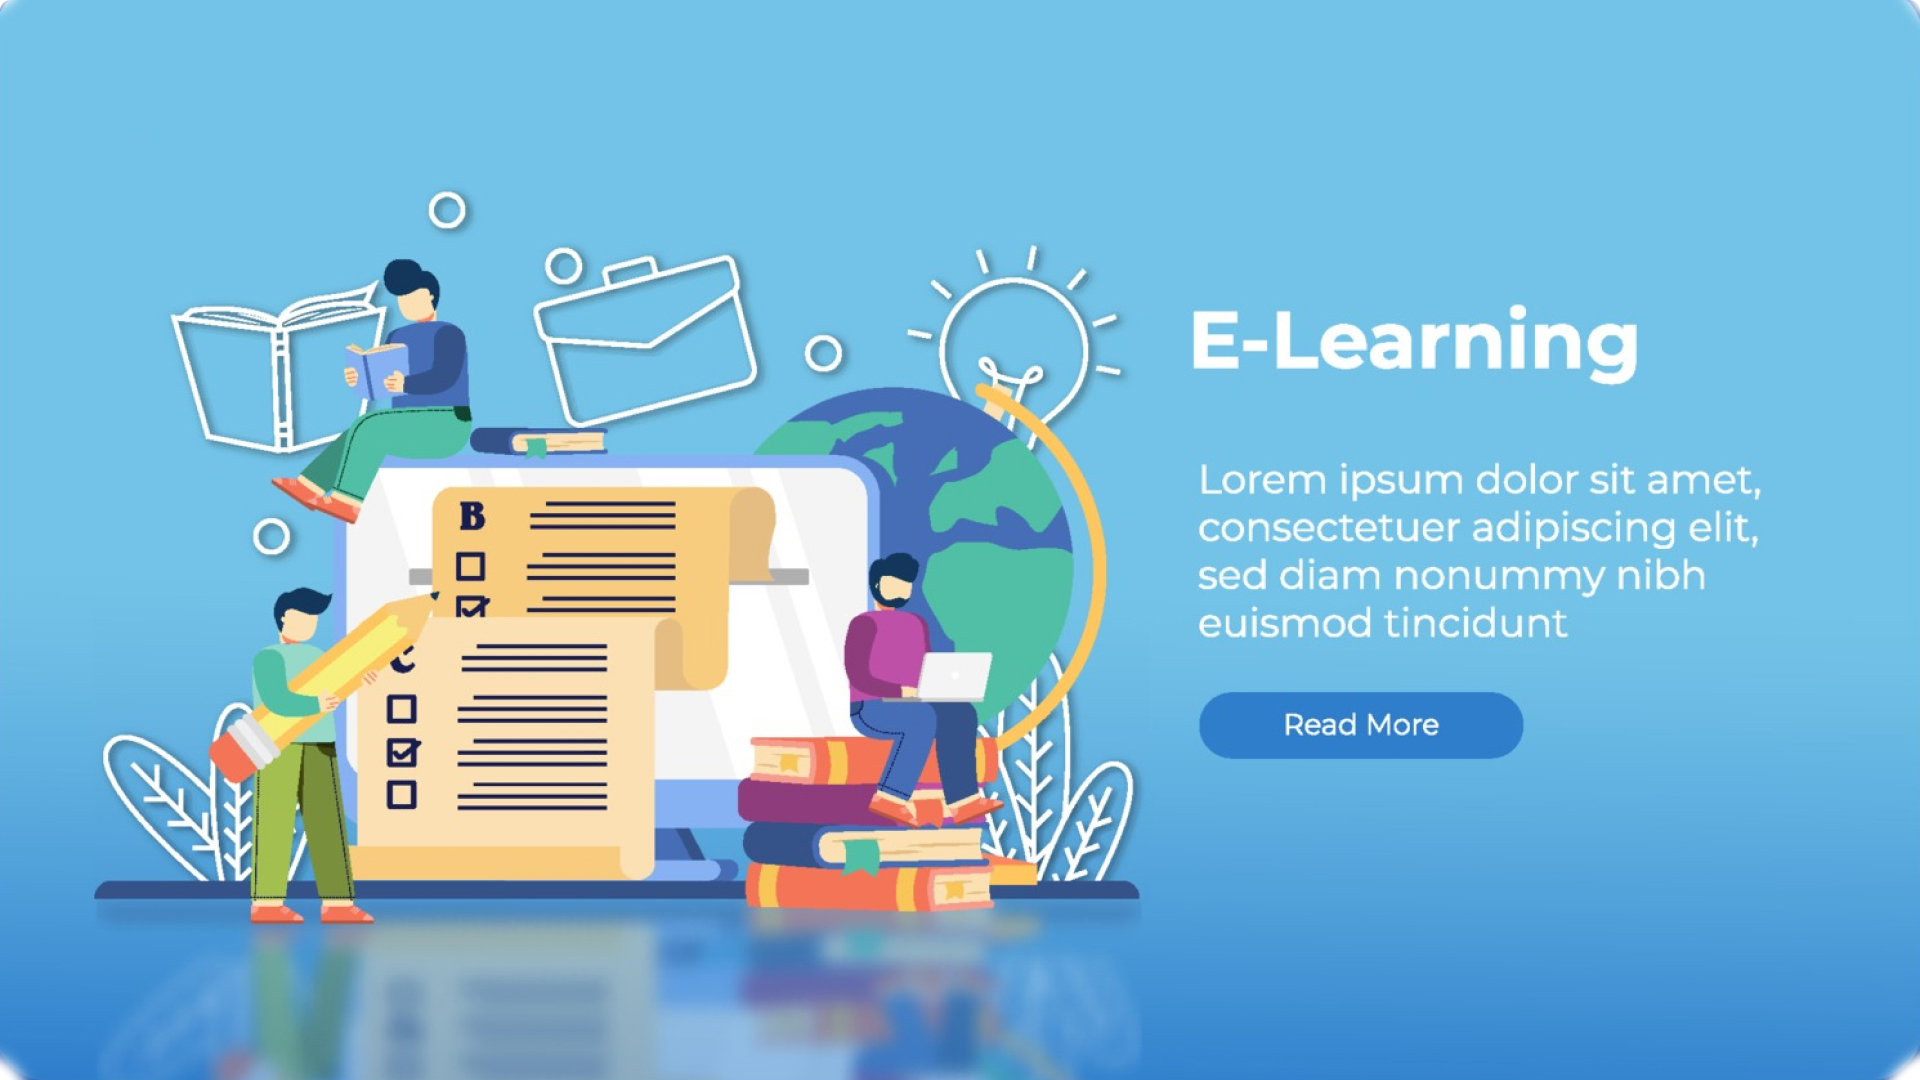 B
C
E-Learning
Lorem ipsum dolor sit amet,
consectetuer adipiscing elit,
sed diam nonummy nibh
euismod tincidunt
Read More